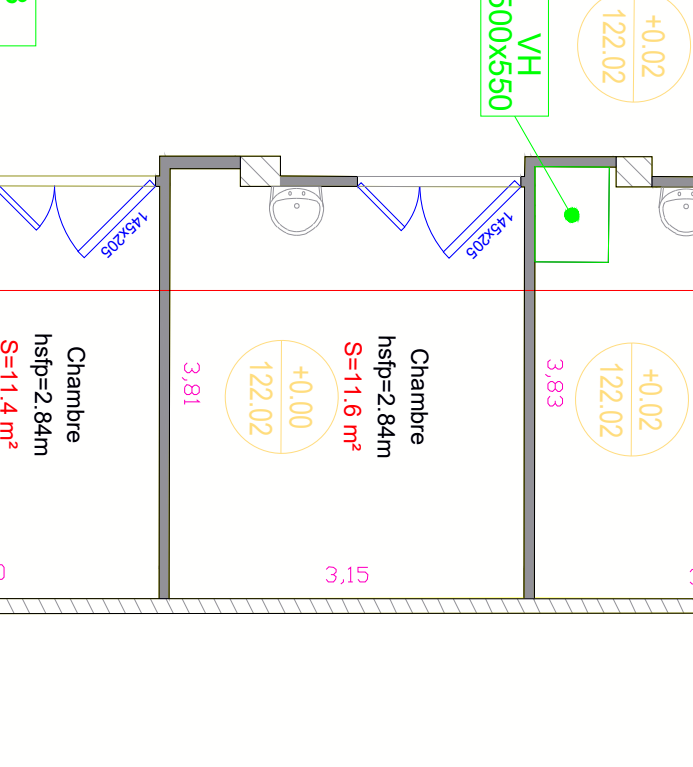 VH
500x550
+0.02
122.02
145x205
145x205
Chambre
hsfp=2.84m
S=11.4 m²
3,81
+0.00
122.02
Chambre
hsfp=2.84m
S=11.6 m²
3,83
+0.02
122.02
3,15